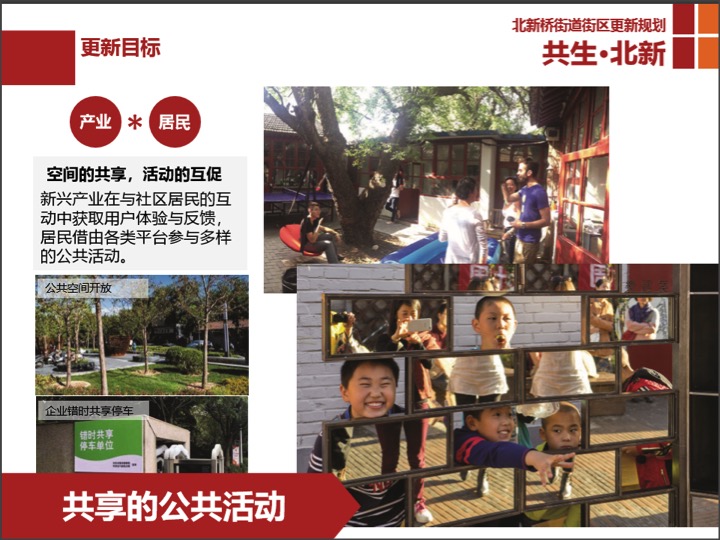 北新桥街道街区更新规划
共生·北新
更新目标
产业 * 居民
空间的共享，活动的互促
新兴产业在与社区居民的互
动中获取用户体验与反馈，
居民借由各类平台参与多样
的公共活动。
公共空间开放
企业错时共享停车
错时共享
停车单位
共享的公共活动